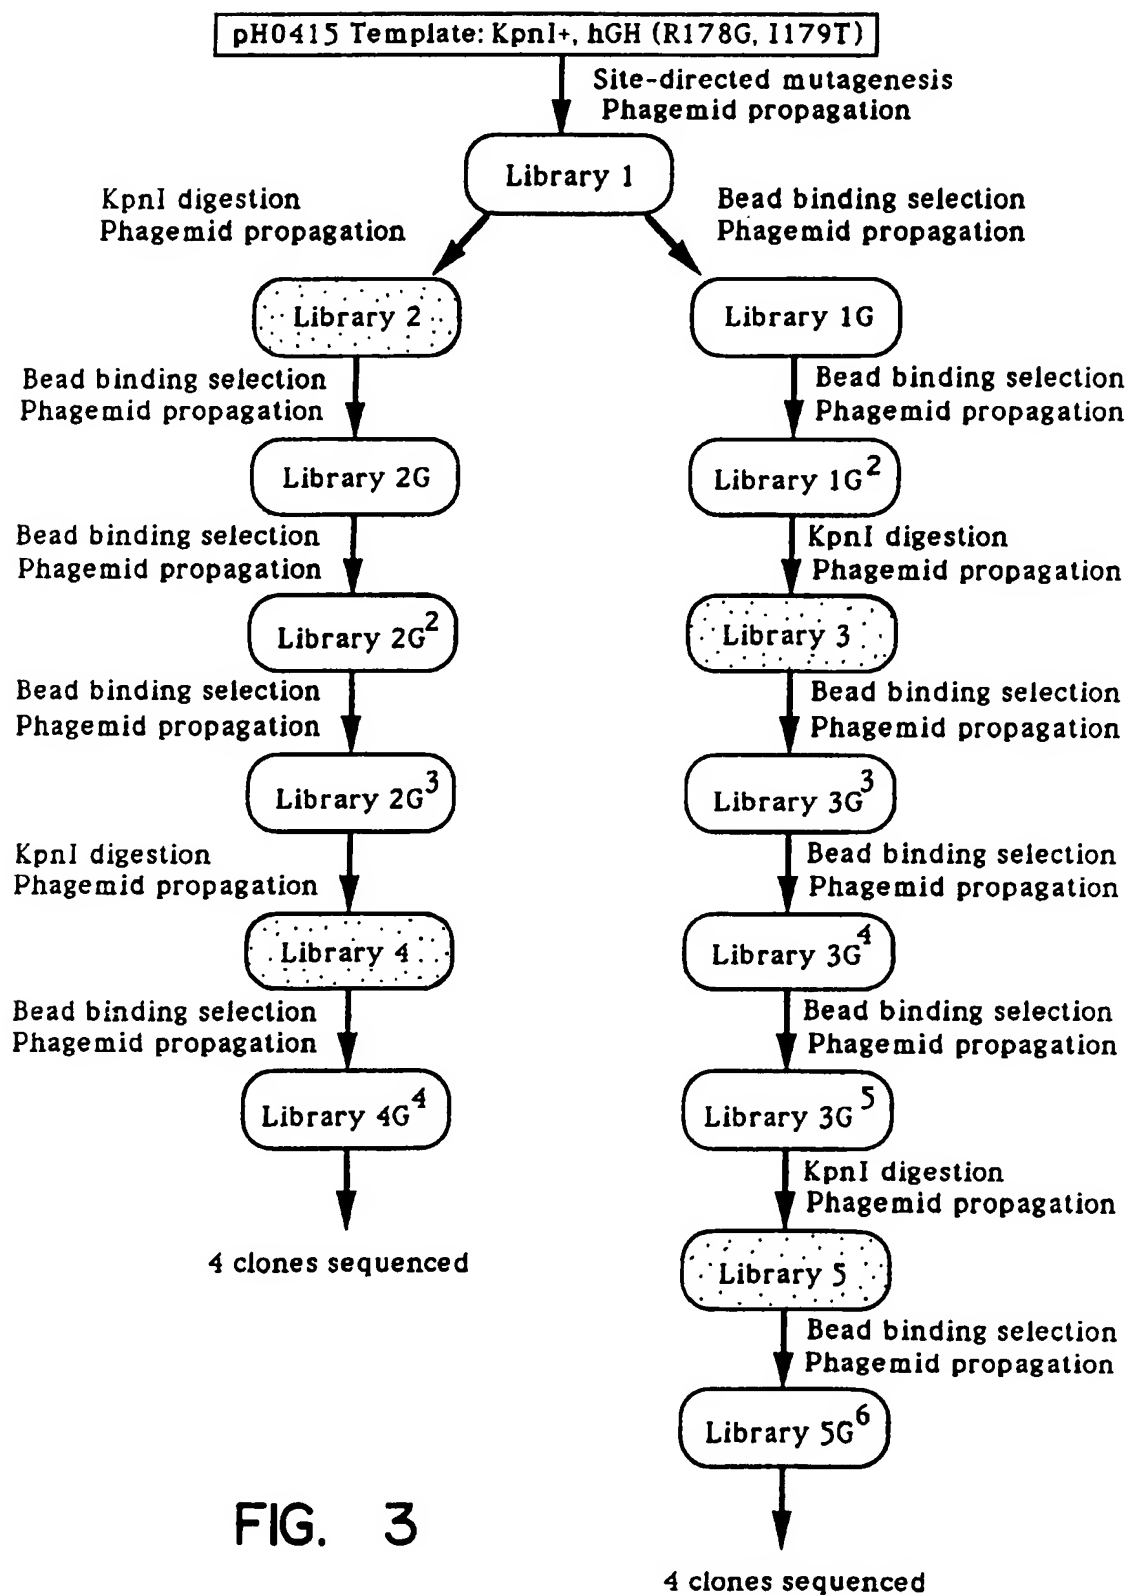 pH0415 Template: KpnI+, hGH (R178G, I179T)
Site-directed mutagenesis
Phagemid propagation
Library 1
KpnI digestion
Phagemid propagation
Bead binding selection
Phagemid propagation
Library 2
Library 1G
Bead binding selection
Phagemid propagation
Bead binding selection
Phagemid propagation
Library 2G
Library 1G²
Bead binding selection
Phagemid propagation
KpnI digestion
Phagemid propagation
Library 2G²
Library 3
Bead binding selection
Phagemid propagation
Bead binding selection
Phagemid propagation
Library 2G³
Library 3G³
KpnI digestion
Phagemid propagation
Bead binding selection
Phagemid propagation
Library 4
Library 3G⁴
Bead binding selection
Phagemid propagation
Bead binding selection
Phagemid propagation
Library 4G⁴
Library 3G⁵
KpnI digestion
Phagemid propagation
4 clones sequenced
Library 5
Bead binding selection
Phagemid propagation
Library 5G⁶
FIG. 3
4 clones sequenced